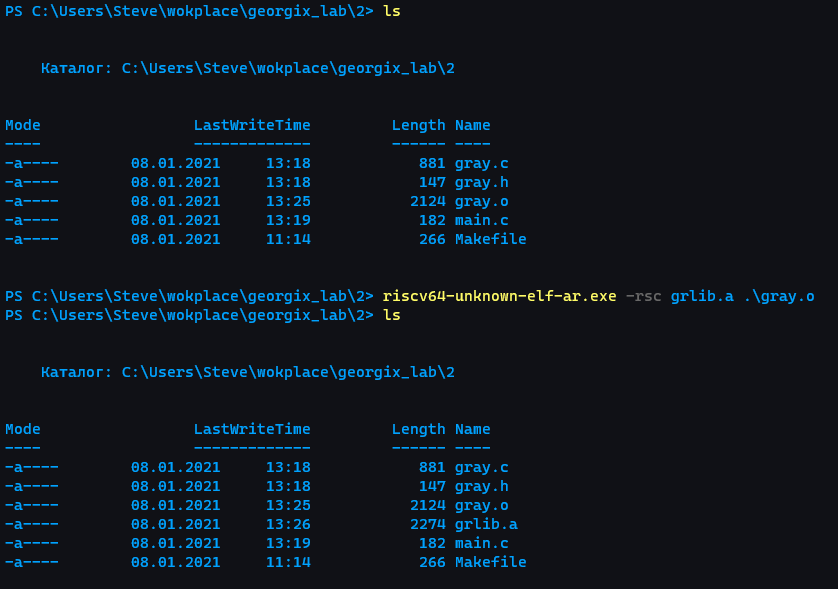 PS C:\Users\Steve\wokplace\georgix_lab\2> ls
Каталог: C:\Users\Steve\wokplace\georgix_lab\2
Mode LastWriteTime Length Name
---- ------------- ------ ----
-a---- 08.01.2021 13:18 881 gray.c
-a---- 08.01.2021 13:18 147 gray.h
-a---- 08.01.2021 13:25 2124 gray.o
-a---- 08.01.2021 13:19 182 main.c
-a---- 08.01.2021 11:14 266 Makefile
PS C:\Users\Steve\wokplace\georgix_lab\2> riscv64-unknown-elf-ar.exe -rsc grlib.a .\gray.o
PS C:\Users\Steve\wokplace\georgix_lab\2> ls
Каталог: C:\Users\Steve\wokplace\georgix_lab\2
Mode LastWriteTime Length Name
---- ------------- ------ ----
-a---- 08.01.2021 13:18 881 gray.c
-a---- 08.01.2021 13:18 147 gray.h
-a---- 08.01.2021 13:25 2124 gray.o
-a---- 08.01.2021 13:26 2274 grlib.a
-a---- 08.01.2021 13:19 182 main.c
-a---- 08.01.2021 11:14 266 Makefile